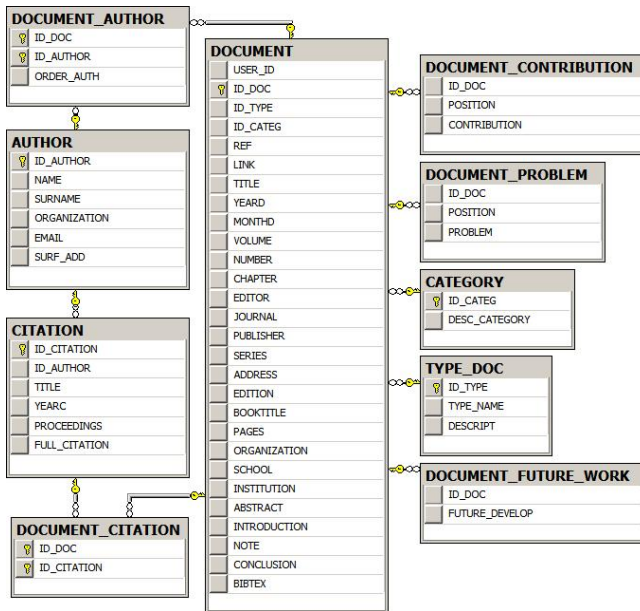 DOCUMENT_AUTHOR
ID_DOC
ID_AUTHOR
ORDER_AUTH
AUTHOR
ID_AUTHOR
NAME
SURNAME
ORGANIZATION
EMAIL
SURF_ADD
CITATION
ID_CITATION
ID_AUTHOR
TITLE
YEARC
PROCEEDINGS
FULL_CITATION
DOCUMENT_CITATION
ID_DOC
ID_CITATION
DOCUMENT
USER_ID
ID_DOC
ID_TYPE
ID_CATEG
REF
LINK
TITLE
YEARD
MONTHD
VOLUME
NUMBER
CHAPTER
EDITOR
JOURNAL
PUBLISHER
SERIES
ADDRESS
EDITION
BOOKTITLE
PAGES
ORGANIZATION
SCHOOL
INSTITUTION
ABSTRACT
INTRODUCTION
NOTE
CONCLUSION
BIBTEX
DOCUMENT_CONTRIBUTION
ID_DOC
POSITION
CONTRIBUTION
DOCUMENT_PROBLEM
ID_DOC
POSITION
PROBLEM
CATEGORY
ID_CATEG
DESC_CATEGORY
TYPE_DOC
ID_TYPE
TYPE_NAME
DESCRIPT
DOCUMENT_FUTURE_WORK
ID_DOC
FUTURE_DEVELOP